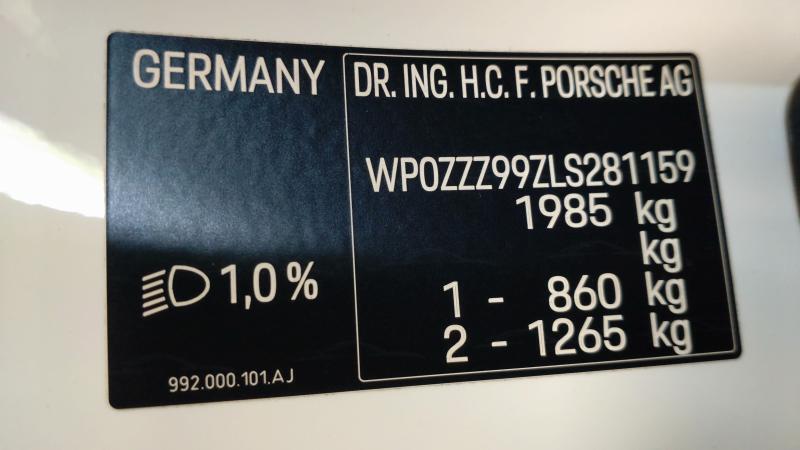 GERMANY
DR. ING. H.C. F. PORSCHE AG
WP0ZZZ99ZLS281159
1985 kg
kg
1 - 860 kg
2 - 1265 kg
1,0 %
992.000.101.AJ